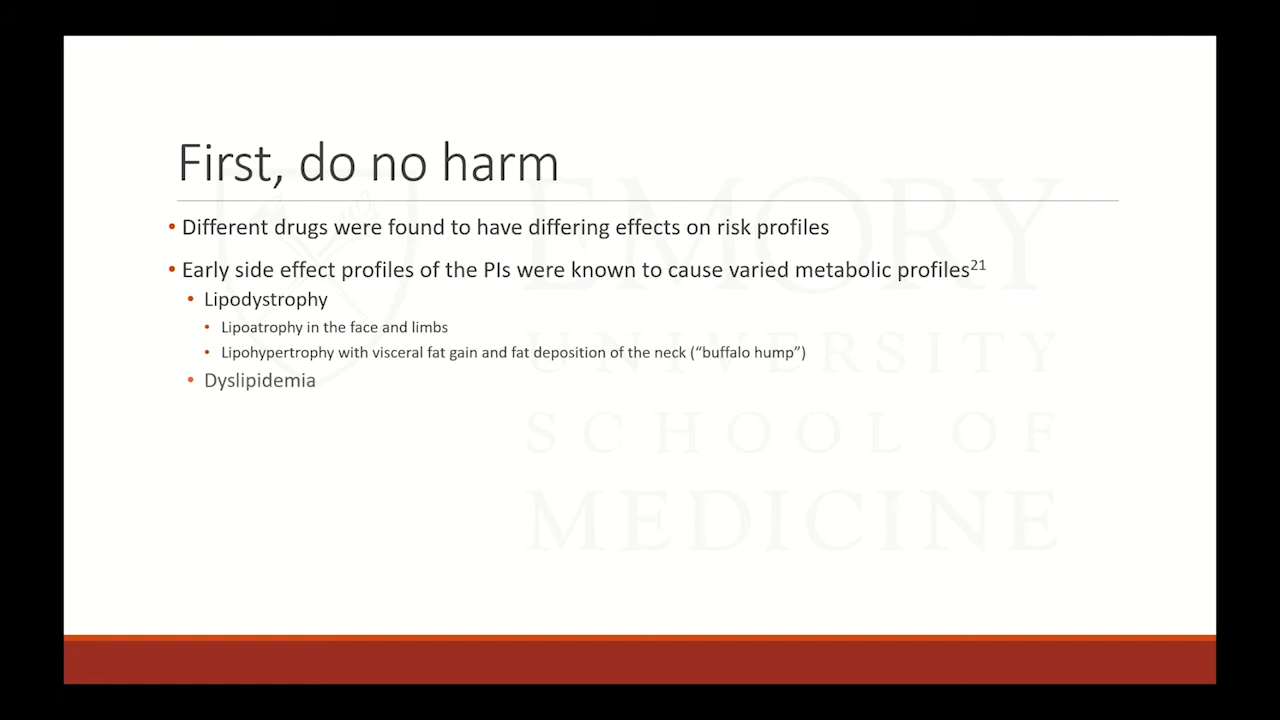 First, do no harm
• Different drugs were found to have differing effects on risk profiles
• Early side effect profiles of the PIs were known to cause varied metabolic profiles21
• Lipodystrophy
• Lipoatrophy in the face and limbs
• Lipohypertrophy with visceral fat gain and fat deposition of the neck (“buffalo hump”)
• Dyslipidemia
EMORY
UNIVERSITY
SCHOOL OF
MEDICINE